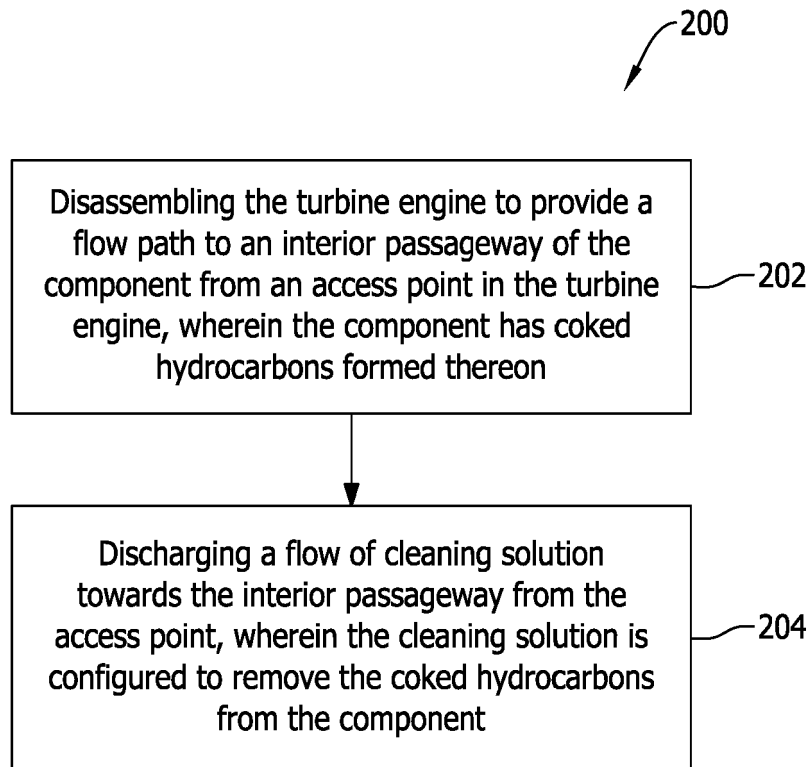 200
Disassembling the turbine engine to provide a
flow path to an interior passageway of the
component from an access point in the turbine
engine, wherein the component has coked
hydrocarbons formed thereon
202
Discharging a flow of cleaning solution
towards the interior passageway from the
access point, wherein the cleaning solution is
configured to remove the coked hydrocarbons
from the component
204